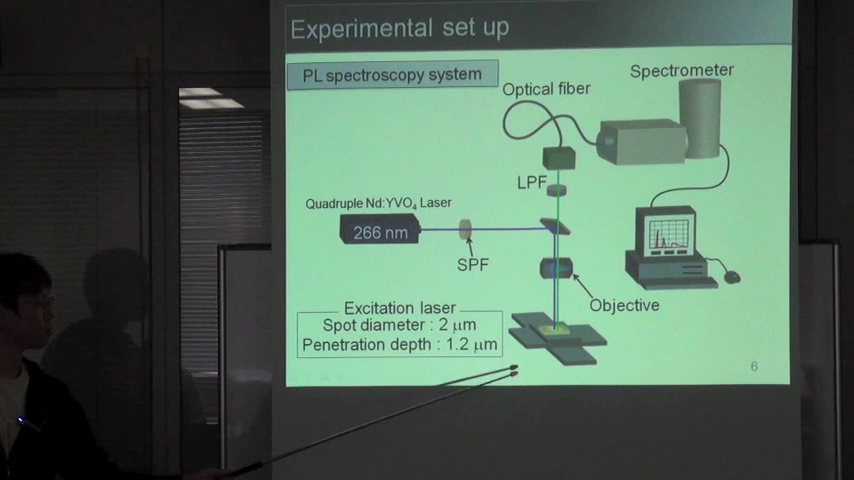 Experimental set up
PL spectroscopy system
Optical fiber
Spectrometer
LPF
Quadruple Nd:YVO₄ Laser
266 nm
SPF
Objective
Excitation laser
Spot diameter : 2 μm
Penetration depth : 1.2 μm
6